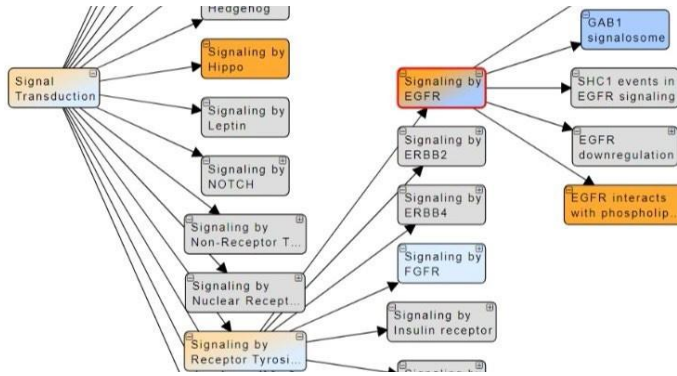 Hedgehog
Signal
Transduction
Signaling by
Hippo
Signaling by
Leptin
Signaling by
NOTCH
Signaling by
Non-Receptor T...
Signaling by
Nuclear Recept...
Signaling by
Receptor Tyrosi...
Signaling by
EGFR
Signaling by
ERBB2
Signaling by
ERBB4
Signaling by
FGFR
Signaling by
Insulin receptor
GAB1
signalosome
SHC1 events in
EGFR signaling
EGFR
downregulation
EGFR interacts
with phospholip...